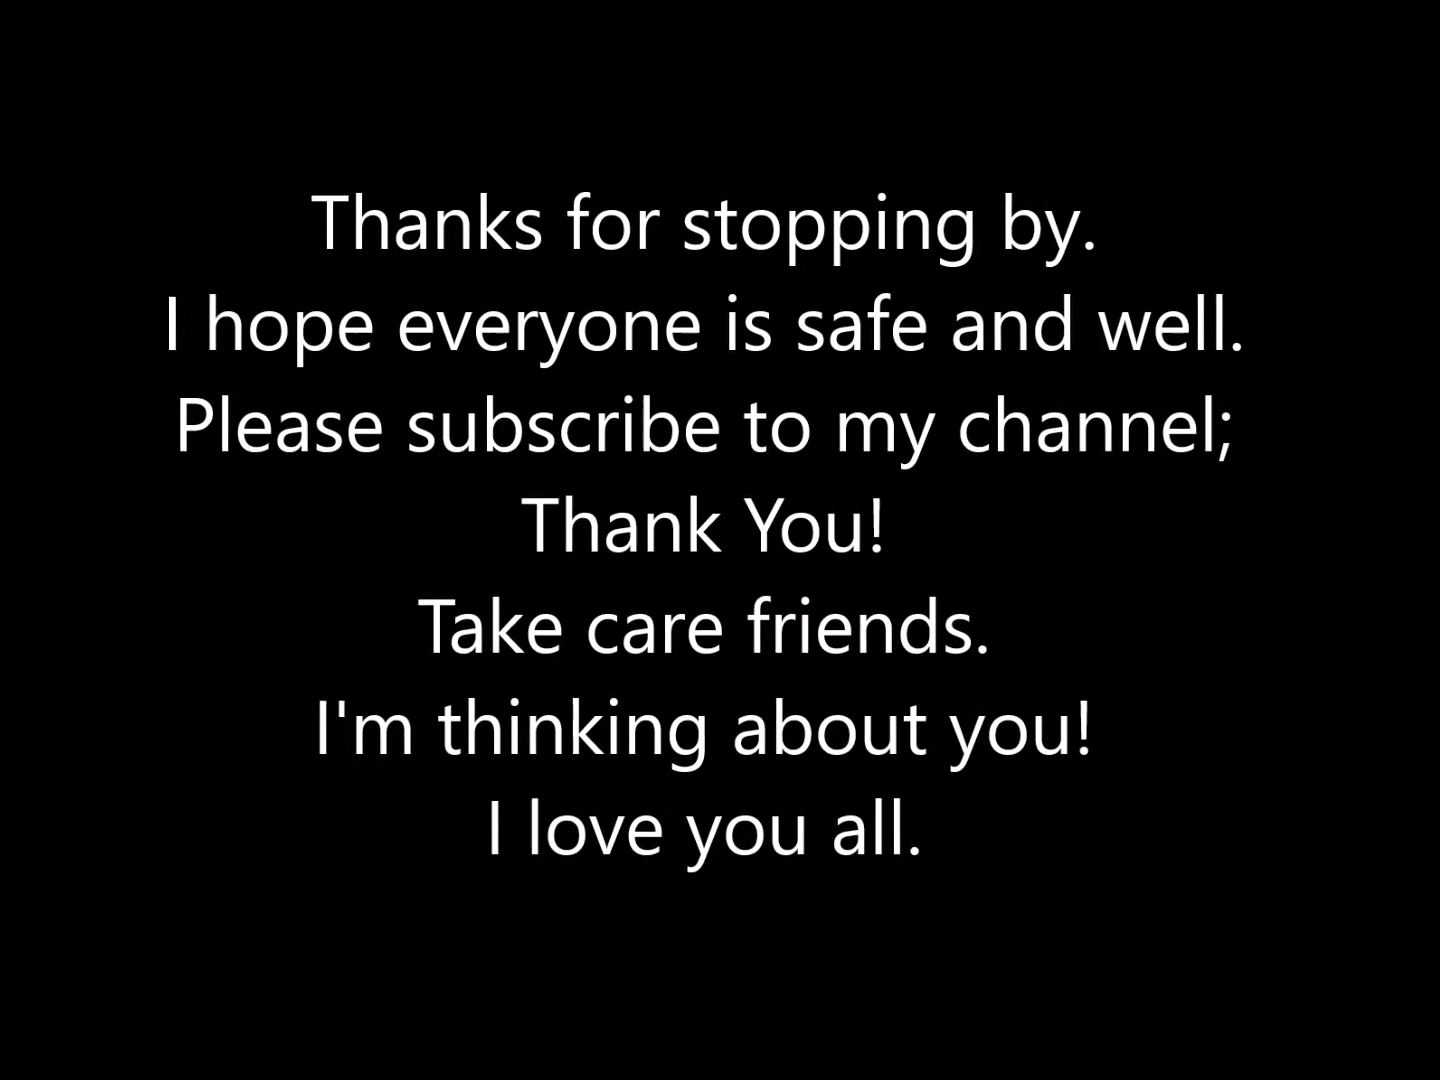 Thanks for stopping by.
I hope everyone is safe and well.
Please subscribe to my channel;
Thank You!
Take care friends.
I'm thinking about you!
I love you all.